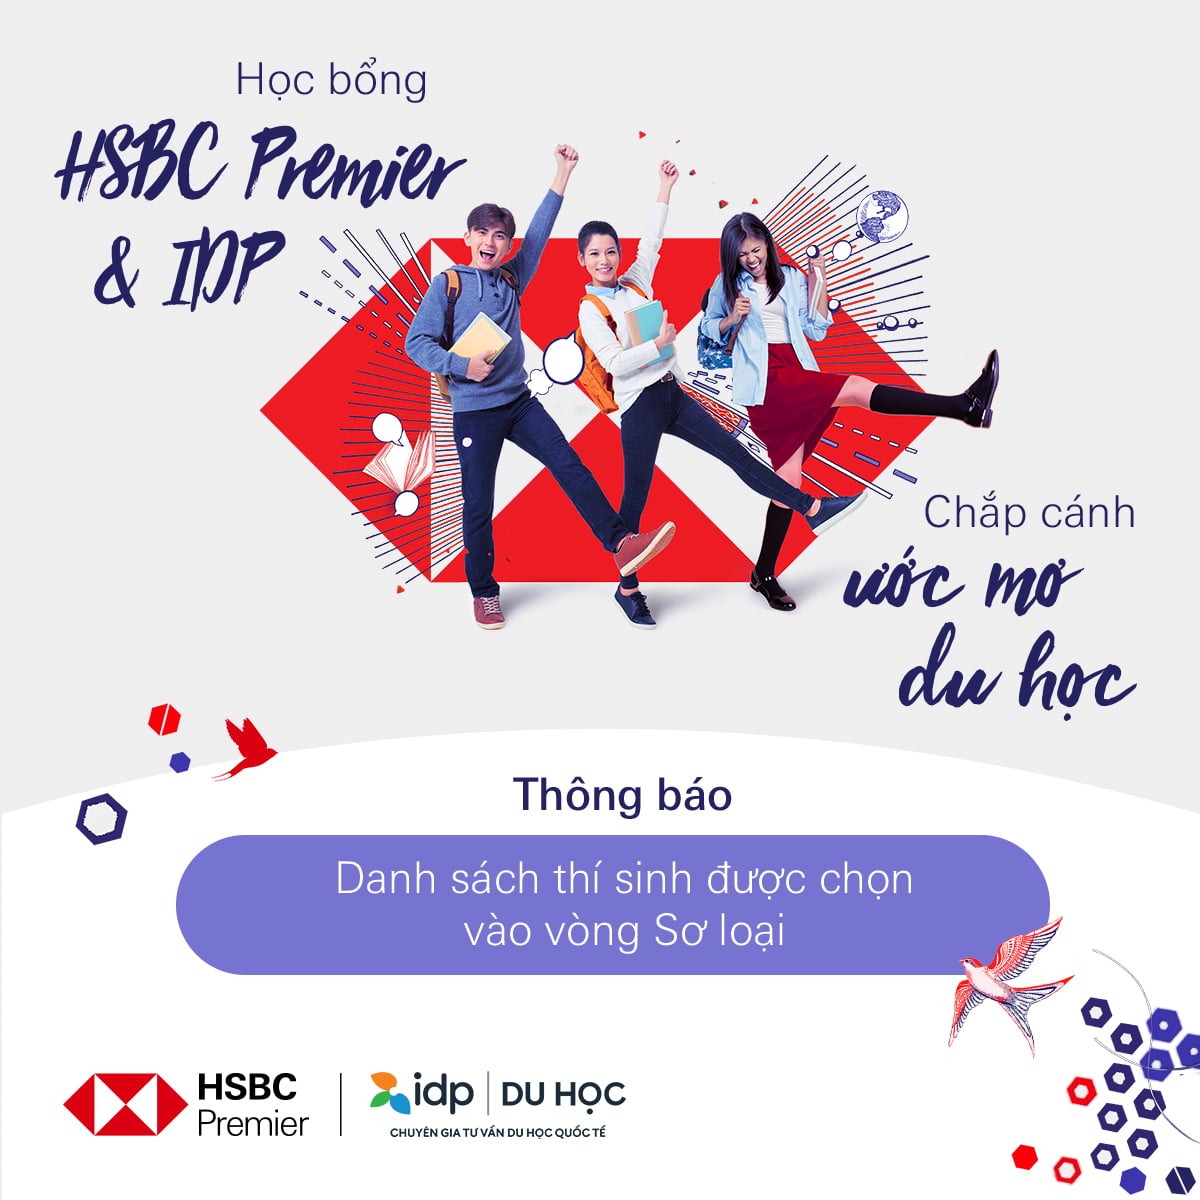 Học bổng
HSBC Premier
& IDP
Chắp cánh
ước mơ
du học
Thông báo
Danh sách thí sinh được chọn
vào vòng Sơ loại
HSBC
Premier
idp | DU HỌC
CHUYÊN GIA TƯ VẤN DU HỌC QUỐC TẾ